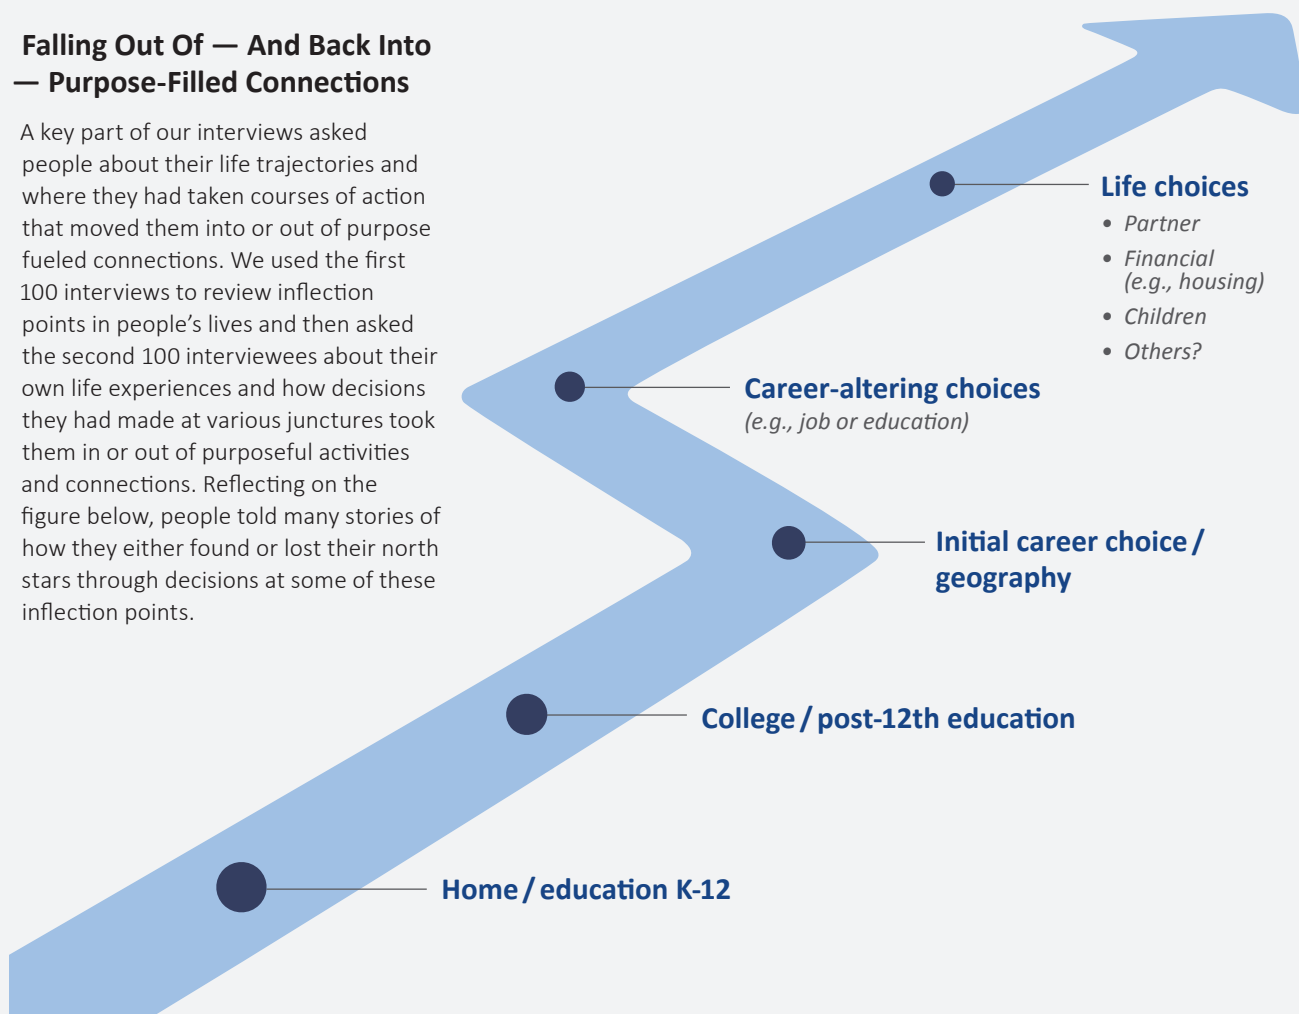 Falling Out Of — And Back Into
— Purpose-Filled Connections
A key part of our interviews asked
people about their life trajectories and
where they had taken courses of action
that moved them into or out of purpose
fueled connections. We used the first
100 interviews to review inflection
points in people’s lives and then asked
the second 100 interviewees about their
own life experiences and how decisions
they had made at various junctures took
them in or out of purposeful activities
and connections. Reflecting on the
figure below, people told many stories of
how they either found or lost their north
stars through decisions at some of these
inflection points.
Life choices
• Partner
• Financial
(e.g., housing)
• Children
• Others?
Career-altering choices
(e.g., job or education)
Initial career choice /
geography
College / post-12th education
Home / education K-12